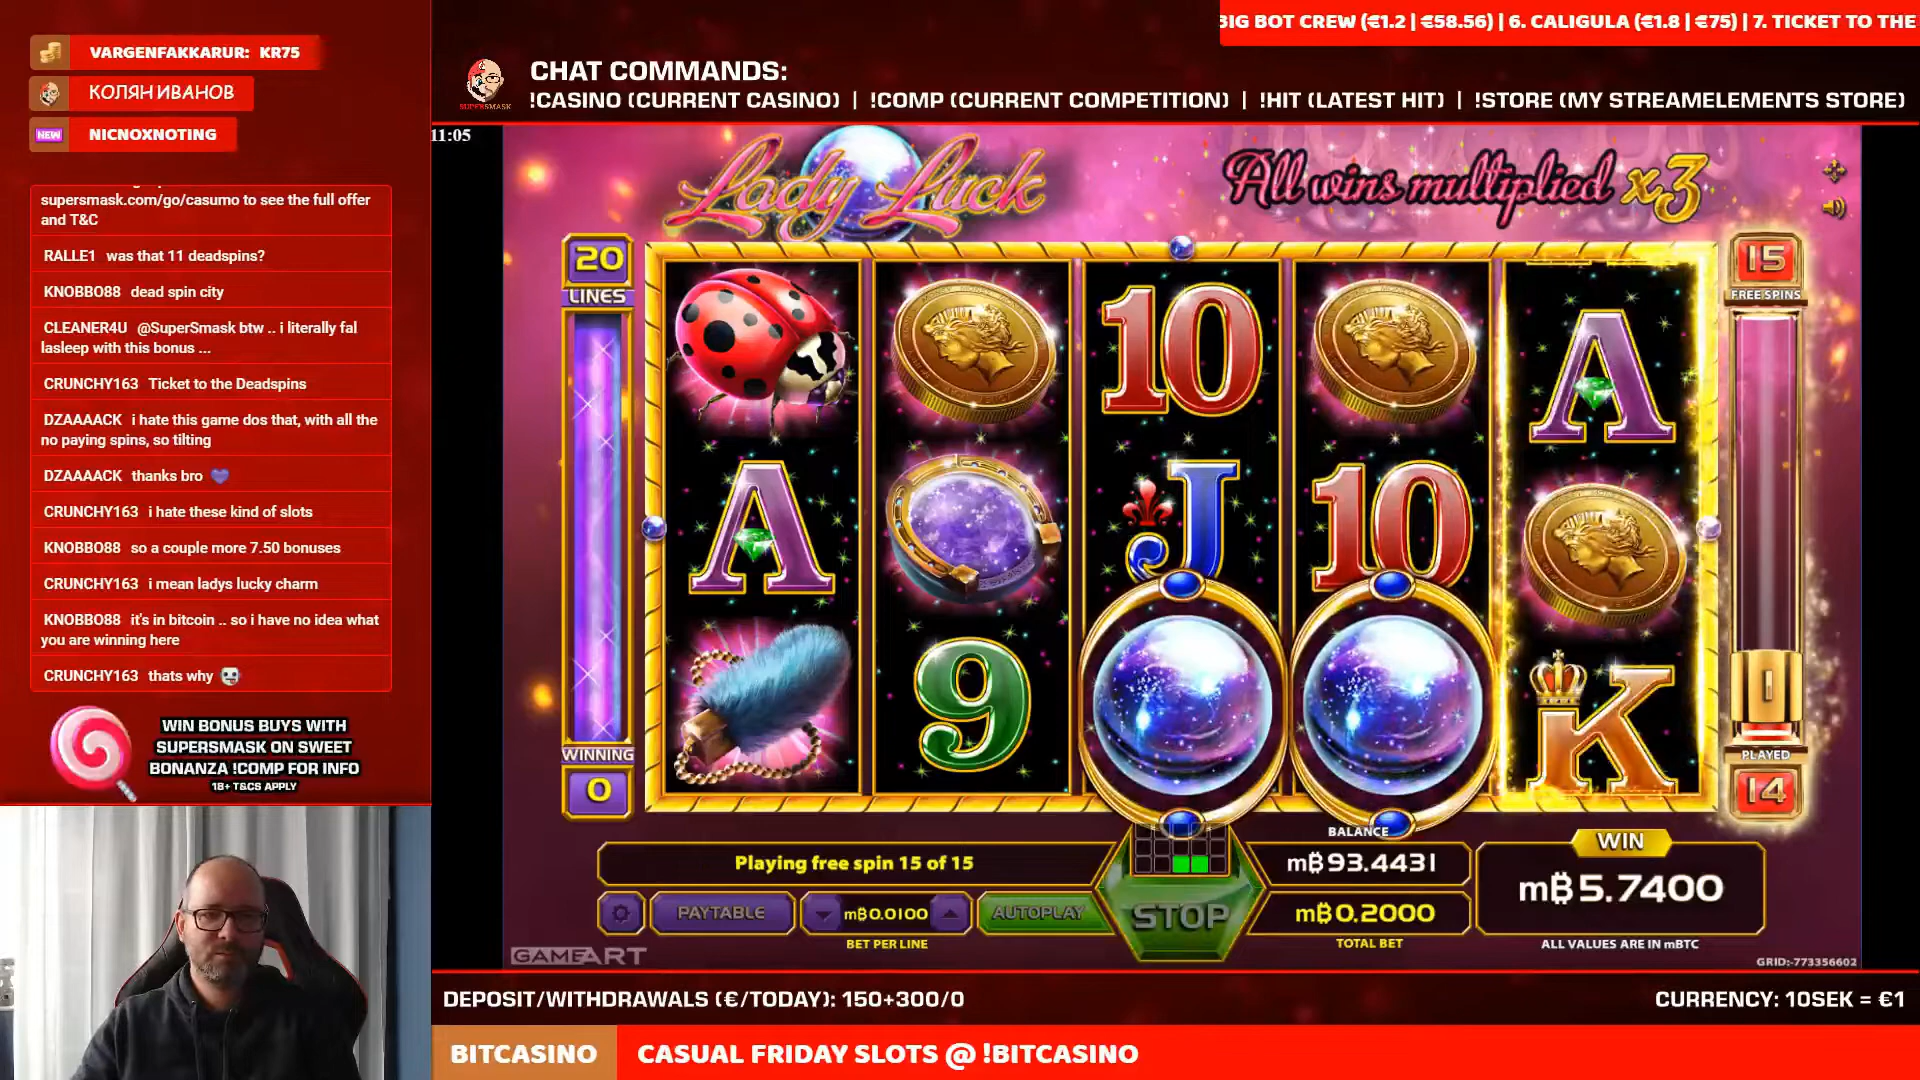 VARGENFAKKARUR: KR75
КОЛЯН ИВАНОВ
NEW NICNOXNOTING
supersmask.com/go/casumo to see the full offer
and T&C
RALLE1 was that 11 deadspins?
KNOBBO88 dead spin city
CLEANER4U @SuperSmask btw .. i literally fal
lasleep with this bonus ...
CRUNCHY163 Ticket to the Deadspins
DZAAAACK i hate this game dos that, with all the
no paying spins, so tilting
DZAAAACK thanks bro
CRUNCHY163 i hate these kind of slots
KNOBBO88 so a couple more 7.50 bonuses
CRUNCHY163 i mean ladys lucky charm
KNOBBO88 it's in bitcoin .. so i have no idea what
you are winning here
CRUNCHY163 thats why
WIN BONUS BUYS WITH
SUPERSMASK ON SWEET
BONANZA !COMP FOR INFO
18+ T&CS APPLY
BIG BOT CREW (€1.2 | €58.56) | 6. CALIGULA (€1.8 | €75) | 7. TICKET TO THE
SUPERSMASK
CHAT COMMANDS:
!CASINO (CURRENT CASINO) | !COMP (CURRENT COMPETITION) | !HIT (LATEST HIT) | !STORE (MY STREAMELEMENTS STORE)
11:05
Lady Luck
All wins multiplied x3
20
LINES
WINNING
0
15
FREE SPINS
PLAYED
14
10
A
A
J
10
9
K
Playing free spin 15 of 15
BALANCE
mɃ93.4431
WIN
mɃ5.7400
PAYTABLE
mɃ0.0100
BET PER LINE
AUTOPLAY
STOP
mɃ0.2000
TOTAL BET
ALL VALUES ARE IN mBTC
GAMEART
GRID:-773356602
DEPOSIT/WITHDRAWALS (€/TODAY): 150+300/0
CURRENCY: 10SEK = €1
BITCASINO
CASUAL FRIDAY SLOTS @ !BITCASINO